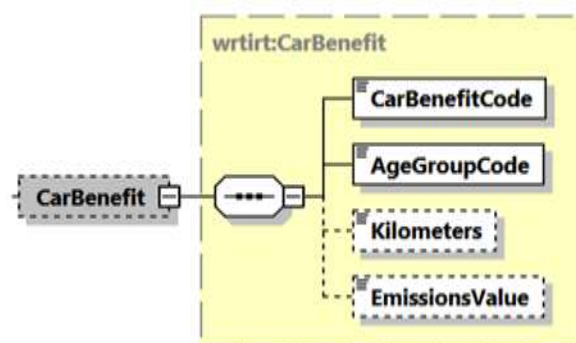 wrtirt:CarBenefit
CarBenefitCode
AgeGroupCode
CarBenefit
Kilometers
EmissionsValue